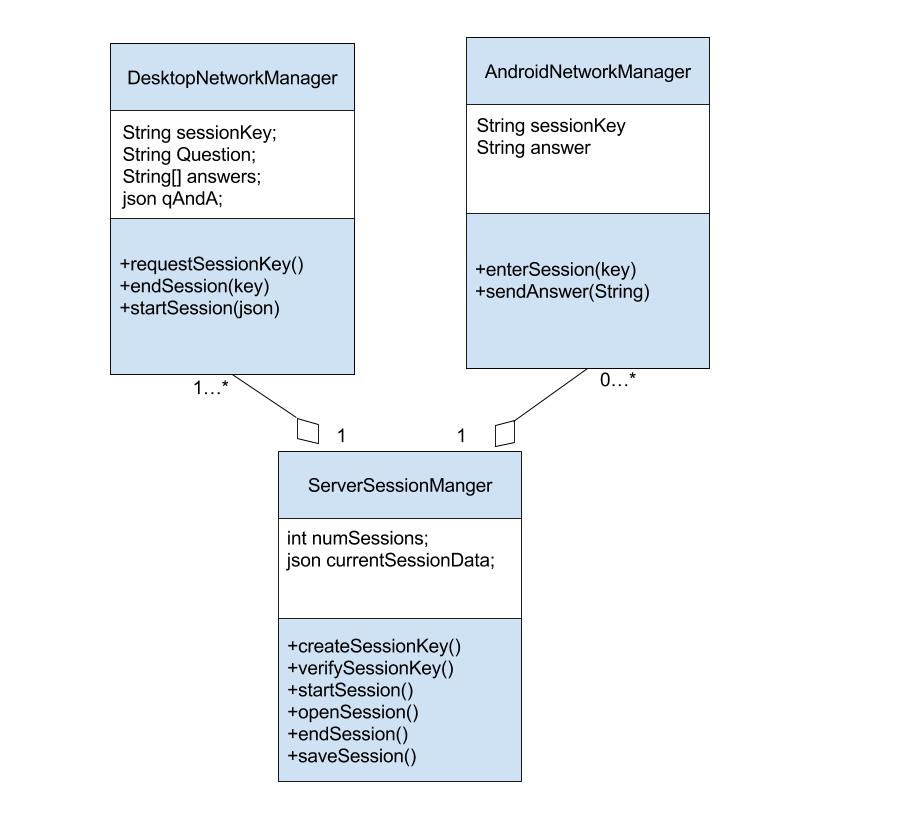 DesktopNetworkManager
String sessionKey;
String Question;
String[] answers;
json qAndA;
+requestSessionKey()
+endSession(key)
+startSession(json)
AndroidNetworkManager
String sessionKey
String answer
+enterSession(key)
+sendAnswer(String)
1...*
0...*
1
1
ServerSessionManger
int numSessions;
json currentSessionData;
+createSessionKey()
+verifySessionKey()
+startSession()
+openSession()
+endSession()
+saveSession()